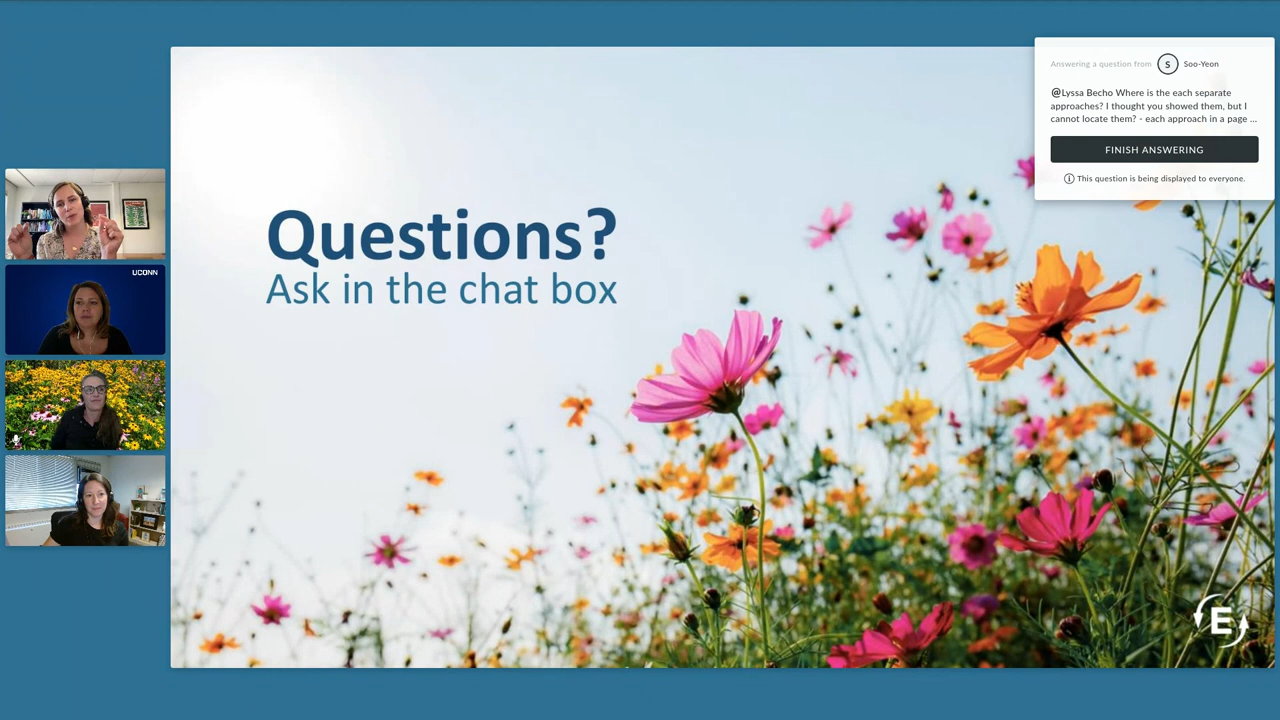 Answering a question from S Soo-Yeon
@Lyssa Becho Where is the each separate
approaches? I thought you showed them, but I
cannot locate them? - each approach in a page ...
FINISH ANSWERING
This question is being displayed to everyone.
Questions?
Ask in the chat box
UCONN
E